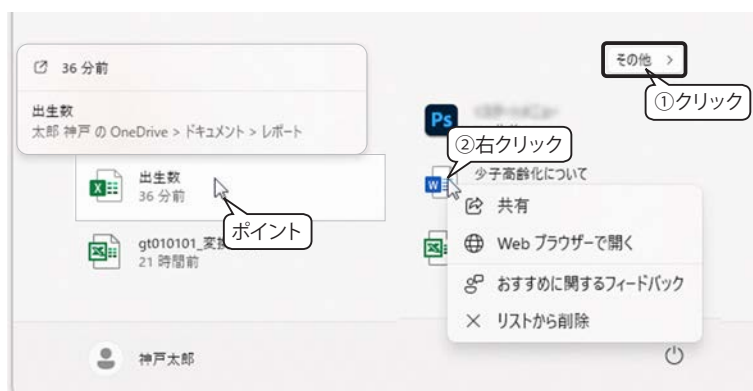 36 分前
出生数
太郎 神戸 の OneDrive > ドキュメント > レポート
出生数
36 分前
ポイント
gt010101_変
21 時間前
神戸太郎
その他 >
①クリック
Ps
②右クリック
少子高齢化について
共有
Web ブラウザーで開く
おすすめに関するフィードバック
リストから削除